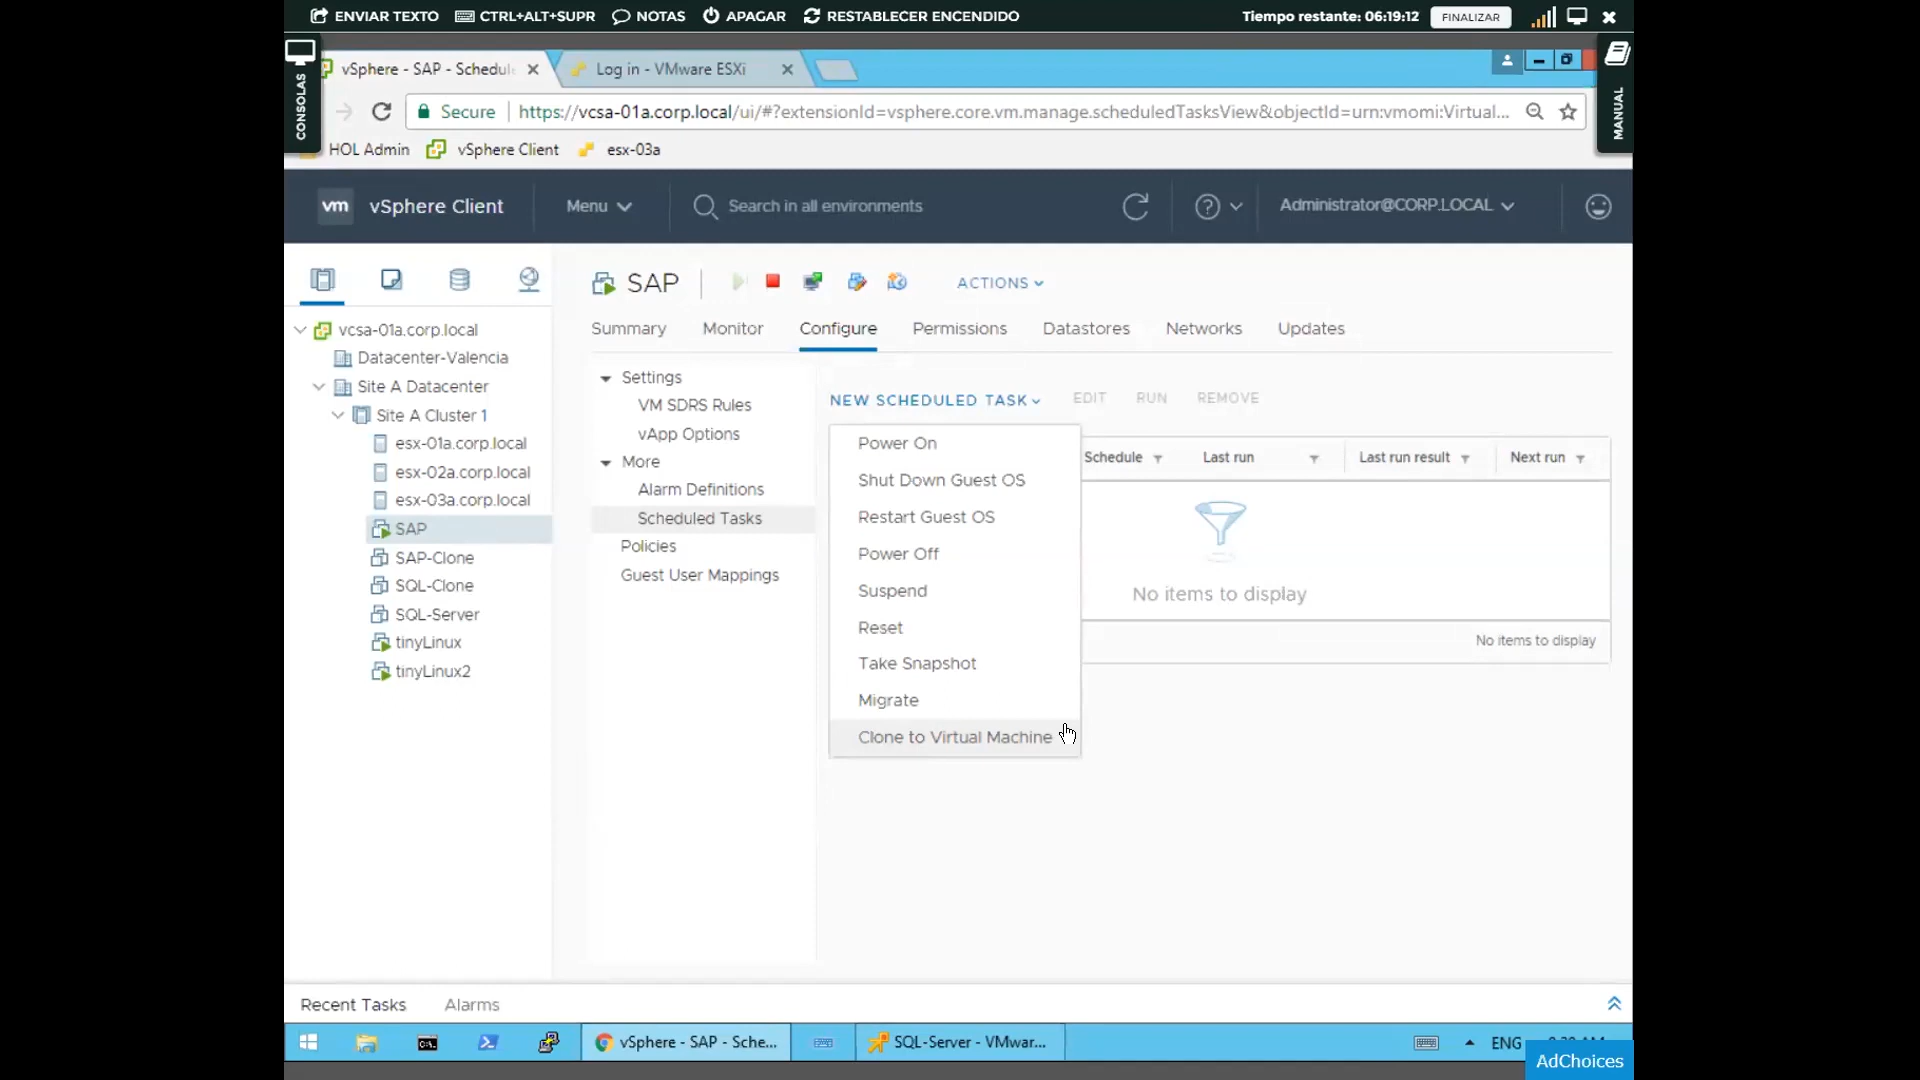 ENVIAR TEXTO CTRL+ALT+SUPR NOTAS APAGAR RESTABLECER ENCENDIDO Tiempo restante: 06:19:12 FINALIZAR
CONSOLAS
MANUAL
vSphere - SAP - Schedul Log in - VMware ESXi
Secure https://vcsa-01a.corp.local/ui/#?extensionId=vsphere.core.vm.manage.scheduledTasksView&objectId=urn:vmomi:Virtual...
HOL Admin vSphere Client esx-03a
vm vSphere Client Menu Search in all environments Administrator@CORP.LOCAL
SAP ACTIONS
Summary Monitor Configure Permissions Datastores Networks Updates
vcsa-01a.corp.local
Datacenter-Valencia
Site A Datacenter
Site A Cluster 1
esx-01a.corp.local
esx-02a.corp.local
esx-03a.corp.local
SAP
SAP-Clone
SQL-Clone
SQL-Server
tinyLinux
tinyLinux2
Settings
VM SDRS Rules
vApp Options
More
Alarm Definitions
Scheduled Tasks
Policies
Guest User Mappings
NEW SCHEDULED TASK EDIT RUN REMOVE
Power On
Shut Down Guest OS
Restart Guest OS
Power Off
Suspend
Reset
Take Snapshot
Migrate
Clone to Virtual Machine
Schedule Last run Last run result Next run
No items to display
No items to display
Recent Tasks Alarms
vSphere - SAP - Sche... SQL-Server - VMwar... ENG
AdChoices